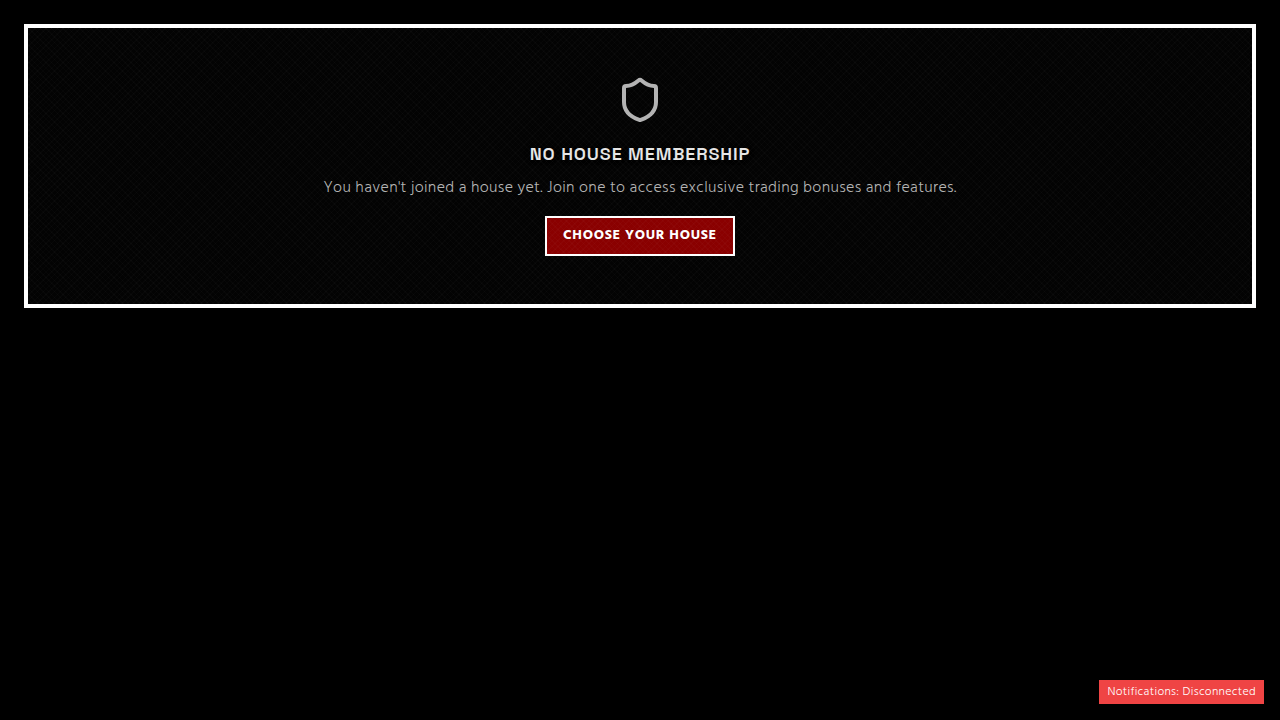 NO HOUSE MEMBERSHIP
You haven't joined a house yet. Join one to access exclusive trading bonuses and features.
CHOOSE YOUR HOUSE
Notifications: Disconnected